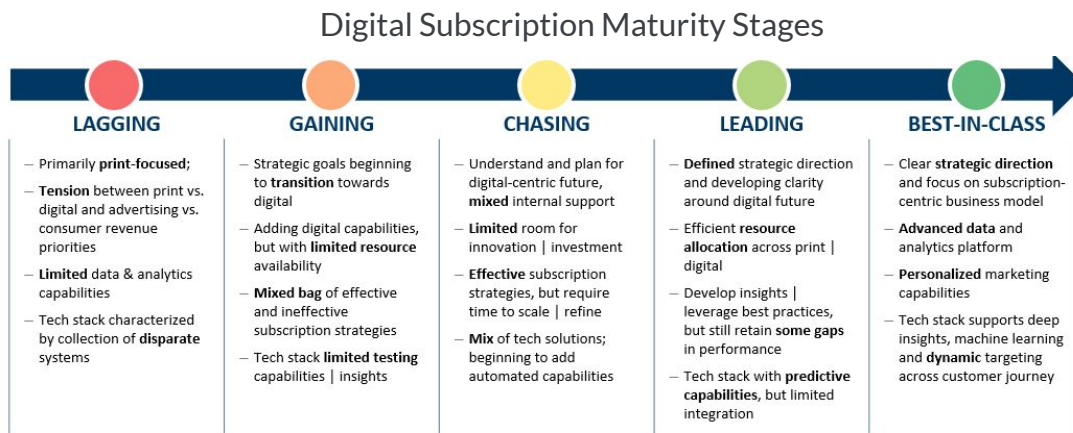 Digital Subscription Maturity Stages
LAGGING
— Primarily print-focused;
— Tension between print vs.
digital and advertising vs.
consumer revenue
priorities
— Limited data & analytics
capabilities
— Tech stack characterized
by collection of disparate
systems
GAINING
— Strategic goals beginning
to transition towards
digital
— Adding digital capabilities,
but with limited resource
availability
— Mixed bag of effective
and ineffective
subscription strategies
— Tech stack limited testing
capabilities | insights
CHASING
— Understand and plan for
digital-centric future,
mixed internal support
— Limited room for
innovation | investment
— Effective subscription
strategies, but require
time to scale | refine
— Mix of tech solutions;
beginning to add
automated capabilities
LEADING
— Defined strategic direction
and developing clarity
around digital future
— Efficient resource
allocation across print |
digital
— Develop insights |
leverage best practices,
but still retain some gaps
in performance
— Tech stack with predictive
capabilities, but limited
integration
BEST-IN-CLASS
— Clear strategic direction
and focus on subscription-
centric business model
— Advanced data and
analytics platform
— Personalized marketing
capabilities
— Tech stack supports deep
insights, machine learning
and dynamic targeting
across customer journey